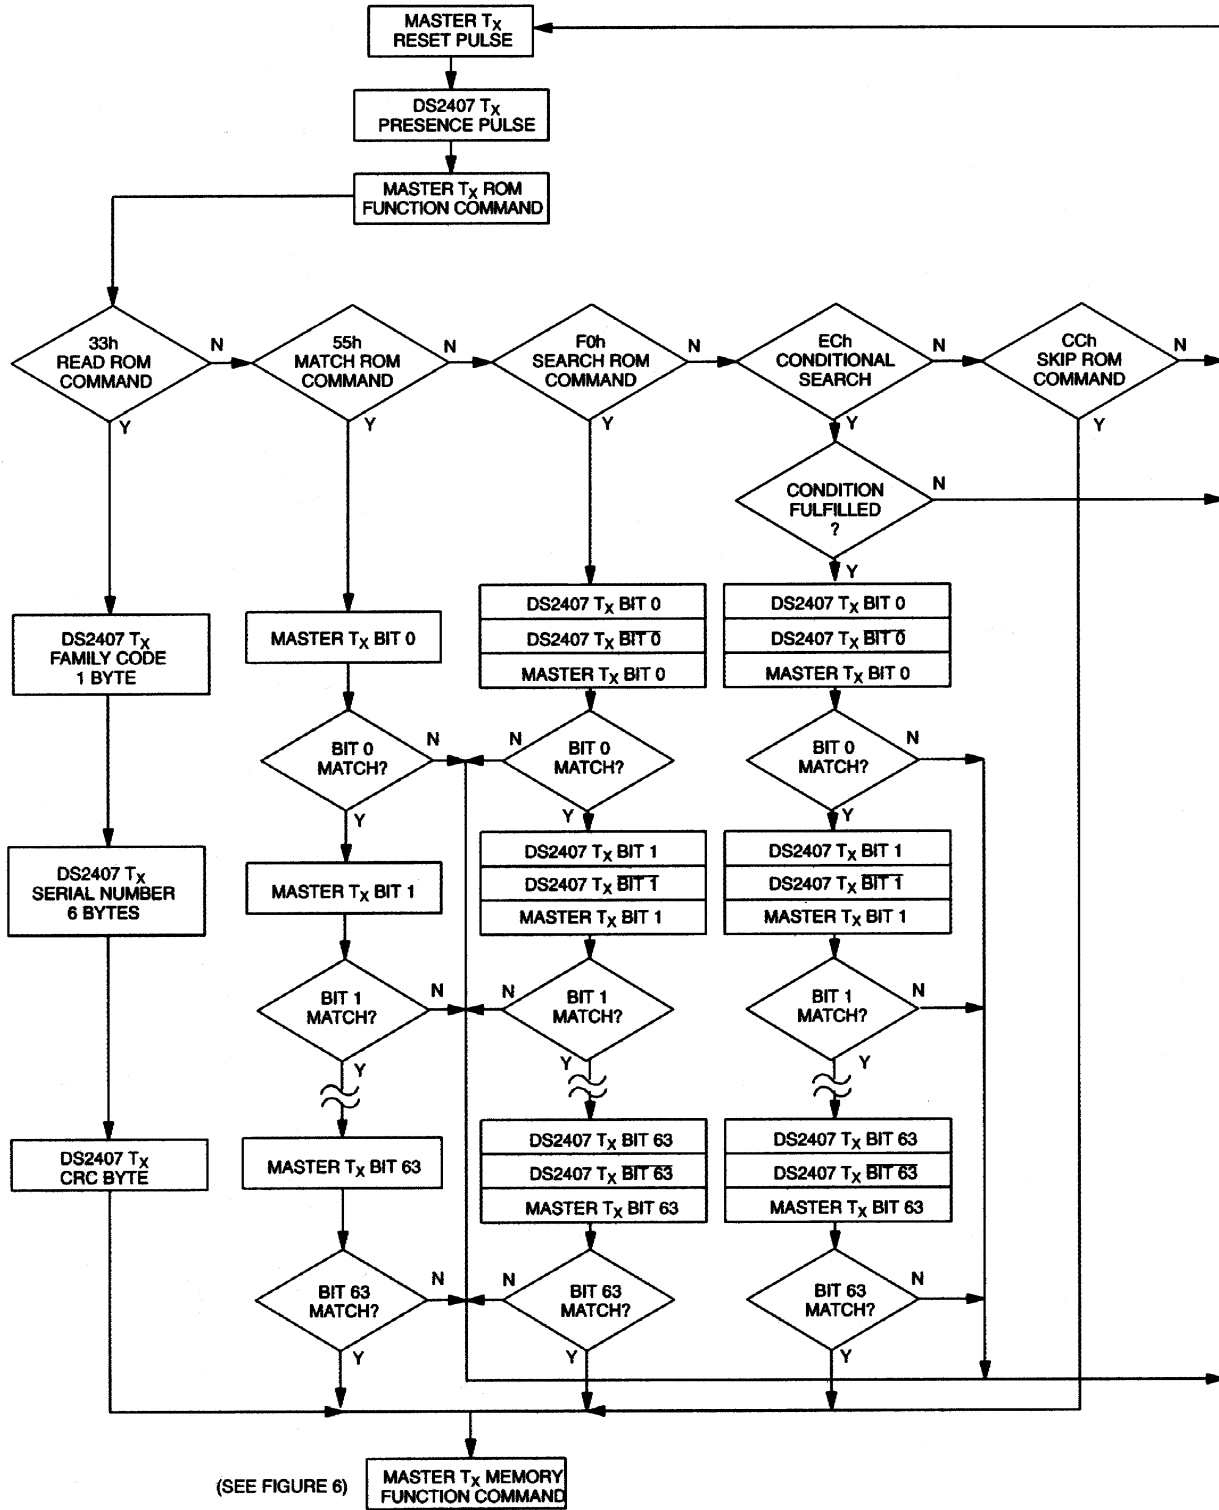 MASTER TX
RESET PULSE
DS2407 TX
PRESENCE PULSE
MASTER TX ROM
FUNCTION COMMAND
33h
READ ROM
COMMAND
N
Y
55h
MATCH ROM
COMMAND
N
Y
F0h
SEARCH ROM
COMMAND
N
Y
ECh
CONDITIONAL
SEARCH
N
Y
CCh
SKIP ROM
COMMAND
N
Y
CONDITION
FULFILLED
?
N
Y
DS2407 TX
FAMILY CODE
1 BYTE
MASTER TX BIT 0
DS2407 TX BIT 0
DS2407 TX B̅I̅T̅ 0̅
MASTER TX BIT 0
DS2407 TX BIT 0
DS2407 TX B̅I̅T̅ 0̅
MASTER TX BIT 0
BIT 0
MATCH?
N
Y
BIT 0
MATCH?
N
Y
BIT 0
MATCH?
N
Y
DS2407 TX
SERIAL NUMBER
6 BYTES
MASTER TX BIT 1
DS2407 TX BIT 1
DS2407 TX B̅I̅T̅ 1̅
MASTER TX BIT 1
DS2407 TX BIT 1
DS2407 TX B̅I̅T̅ 1̅
MASTER TX BIT 1
BIT 1
MATCH?
N
Y
BIT 1
MATCH?
N
Y
BIT 1
MATCH?
N
Y
DS2407 TX
CRC BYTE
MASTER TX BIT 63
DS2407 TX BIT 63
DS2407 TX B̅I̅T̅ 6̅3̅
MASTER TX BIT 63
DS2407 TX BIT 63
DS2407 TX B̅I̅T̅ 6̅3̅
MASTER TX BIT 63
BIT 63
MATCH?
N
Y
BIT 63
MATCH?
N
Y
BIT 63
MATCH?
N
Y
(SEE FIGURE 6)
MASTER TX MEMORY
FUNCTION COMMAND